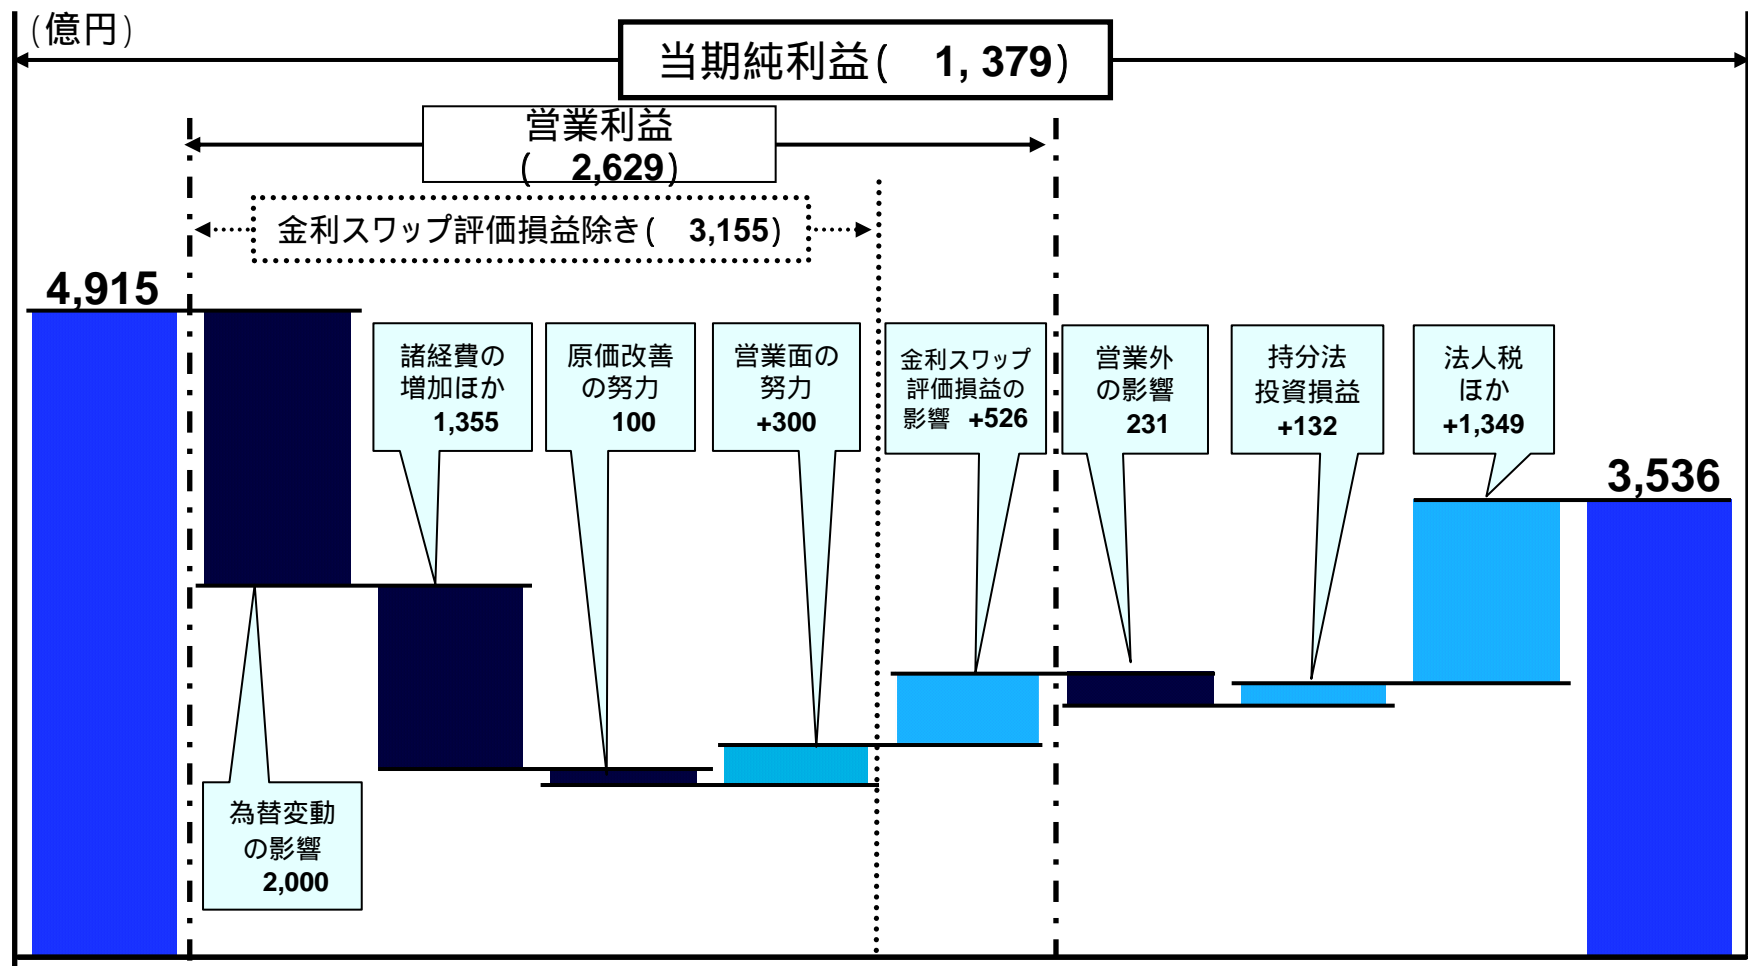 (億円)
当期純利益( 1,379)
営業利益
( 2,629)
金利スワップ評価損益除き( 3,155)
4,915
諸経費の
増加ほか
1,355
原価改善
の努力
100
営業面の
努力
+300
金利スワップ
評価損益の
影響 +526
営業外
の影響
231
持分法
投資損益
+132
法人税
ほか
+1,349
3,536
為替変動
の影響
2,000